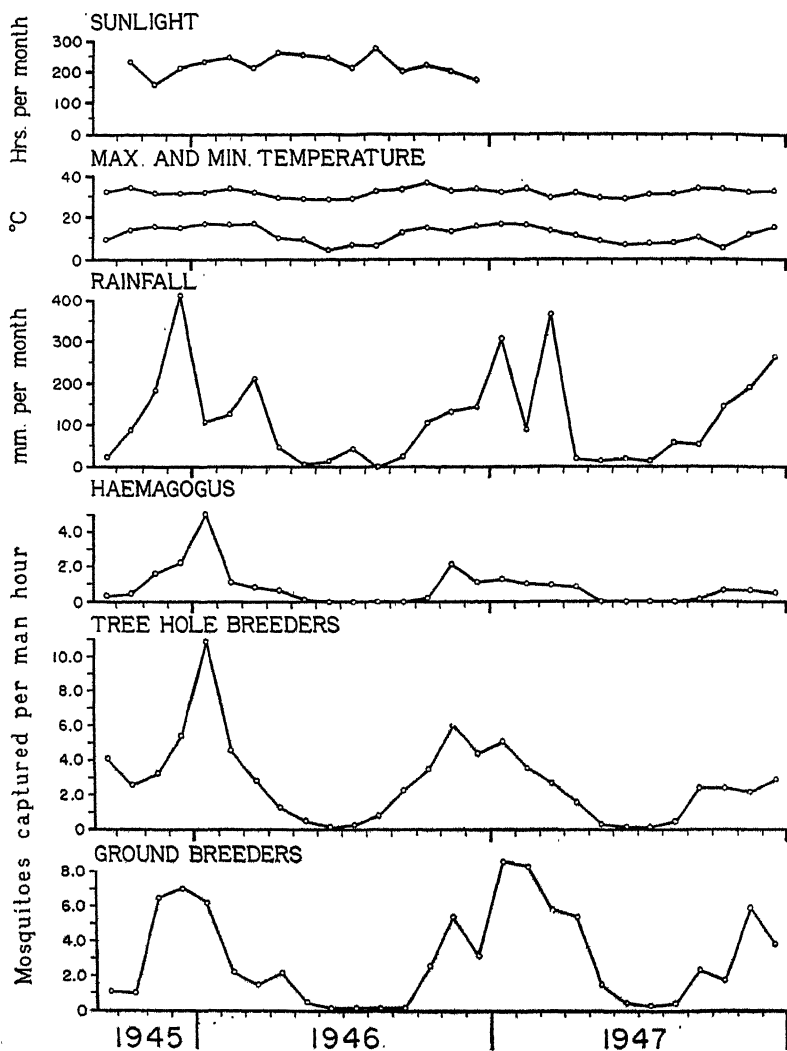 SUNLIGHT
Hrs. per month
300
200
100
0
MAX. AND MIN. TEMPERATURE
°C
40
20
0
RAINFALL
mm. per month
400
300
200
100
0
HAEMAGOGUS
Mosquitoes captured per man hour
4.0
2.0
0
TREE HOLE BREEDERS
10.0
8.0
6.0
4.0
2.0
0
GROUND BREEDERS
8.0
6.0
4.0
2.0
0
1945 1946 1947